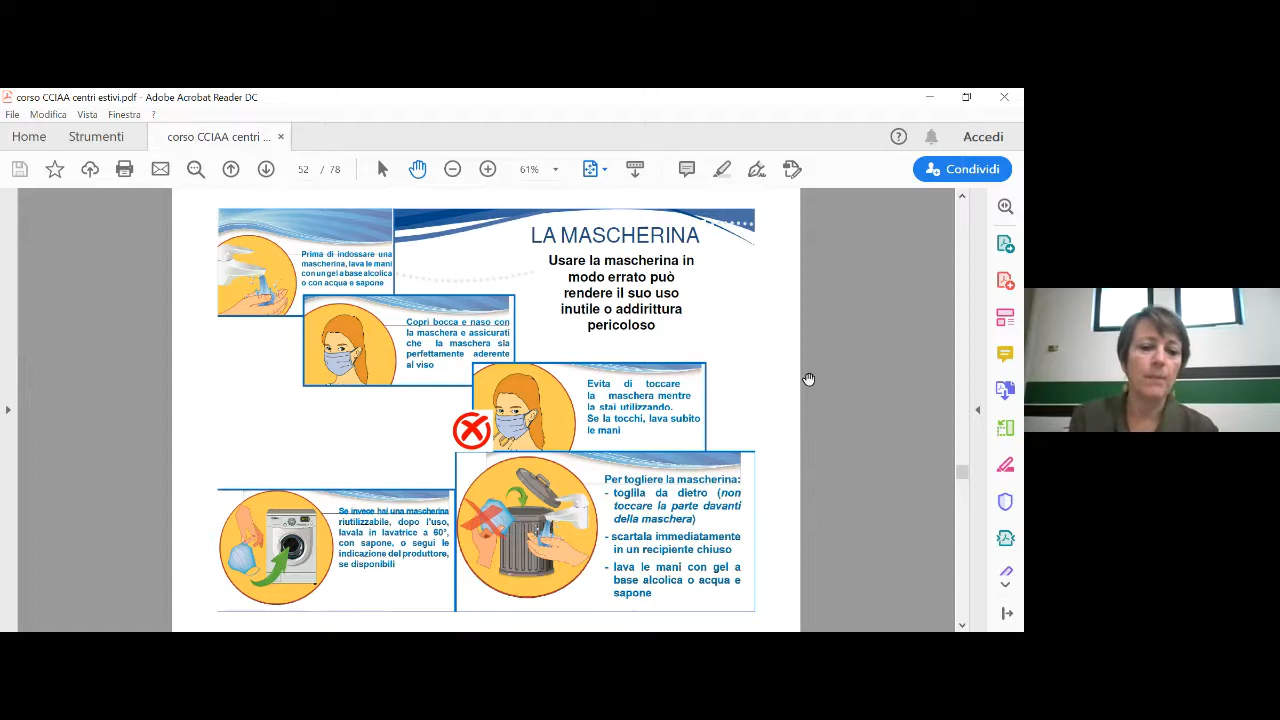 corso CCIAA centri estivi.pdf - Adobe Acrobat Reader DC
File Modifica Vista Finestra ?
Home Strumenti corso CCIAA centri ... × Accedi
52 / 78 61% Condividi
LA MASCHERINA
Usare la mascherina in
modo errato può
rendere il suo uso
inutile o addirittura
pericoloso
Prima di indossare una
mascherina, lava le mani
con un gel a base alcolica
o con acqua e sapone
Copri bocca e naso con
la maschera e assicurati
che la maschera sia
perfettamente aderente
al viso
Evita di toccare
la maschera mentre
la stai utilizzando.
Se la tocchi, lava subito
le mani
Per togliere la mascherina:
- toglila da dietro (non
toccare la parte davanti
della maschera)
- scartala immediatamente
in un recipiente chiuso
- lava le mani con gel a
base alcolica o acqua e
sapone
Se invece hai una mascherina
riutilizzabile, dopo l'uso,
lavala in lavatrice a 60°,
con sapone, o segui le
indicazione del produttore,
se disponibili